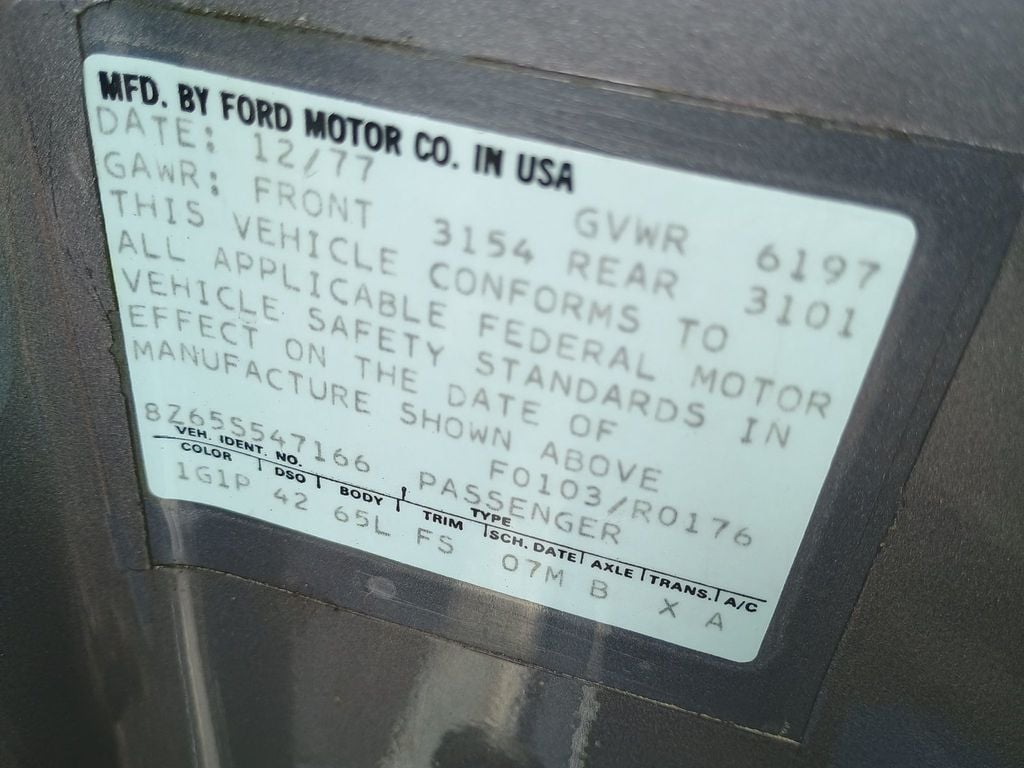 MFD. BY FORD MOTOR CO. IN USA
DATE: 12/77 GVWR 6197
GAWR: FRONT 3154 REAR 3101
THIS VEHICLE CONFORMS TO
ALL APPLICABLE FEDERAL MOTOR
VEHICLE SAFETY STANDARDS IN
EFFECT ON THE DATE OF
MANUFACTURE SHOWN ABOVE
F0103/R0176
8Z65S547166 PASSENGER
VEH. IDENT. NO. TYPE
COLOR DSO BODY TRIM SCH. DATE AXLE TRANS. A/C
1G1P 42 65L FS 07M B X A